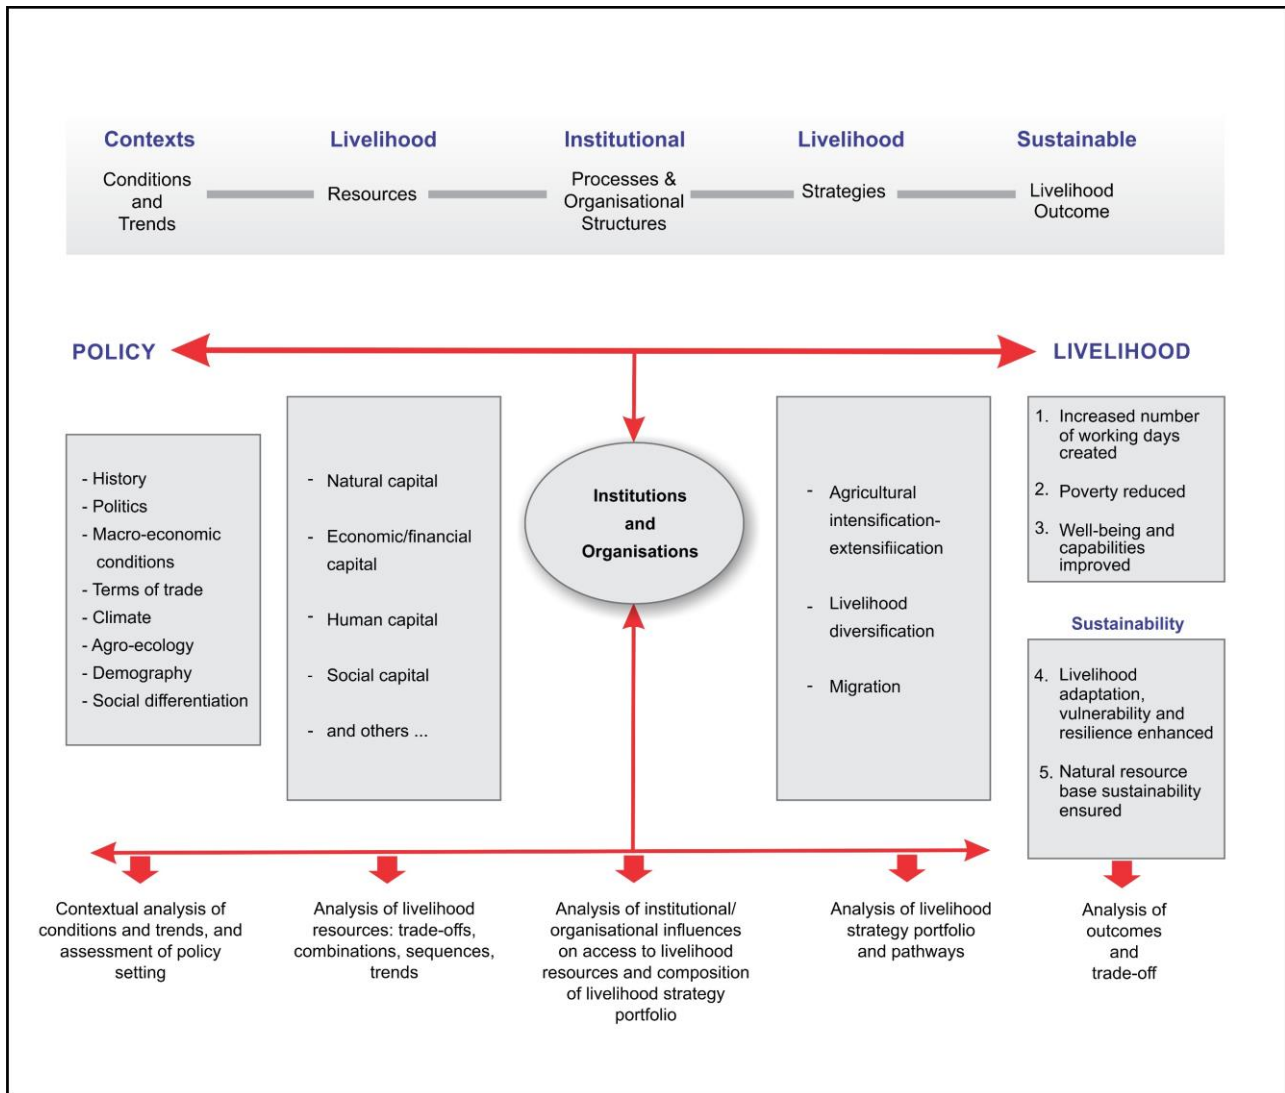 Contexts
Conditions
and
Trends
Livelihood
Resources
Institutional
Processes &
Organisational
Structures
Livelihood
Strategies
Sustainable
Livelihood
Outcome
POLICY
LIVELIHOOD
- History
- Politics
- Macro-economic
conditions
- Terms of trade
- Climate
- Agro-ecology
- Demography
- Social differentiation
- Natural capital
- Economic/financial
capital
- Human capital
- Social capital
- and others ...
Institutions
and
Organisations
- Agricultural
intensification-
extensifiication
- Livelihood
diversification
- Migration
1. Increased number
of working days
created
2. Poverty reduced
3. Well-being and
capabilities
improved
Sustainability
4. Livelihood
adaptation,
vulnerability and
resilience enhanced
5. Natural resource
base sustainability
ensured
Contextual analysis of
conditions and trends, and
assessment of policy
setting
Analysis of livelihood
resources: trade-offs,
combinations, sequences,
trends
Analysis of institutional/
organisational influences
on access to livelihood
resources and composition
of livelihood strategy
portfolio
Analysis of livelihood
strategy portfolio
and pathways
Analysis of
outcomes
and
trade-off